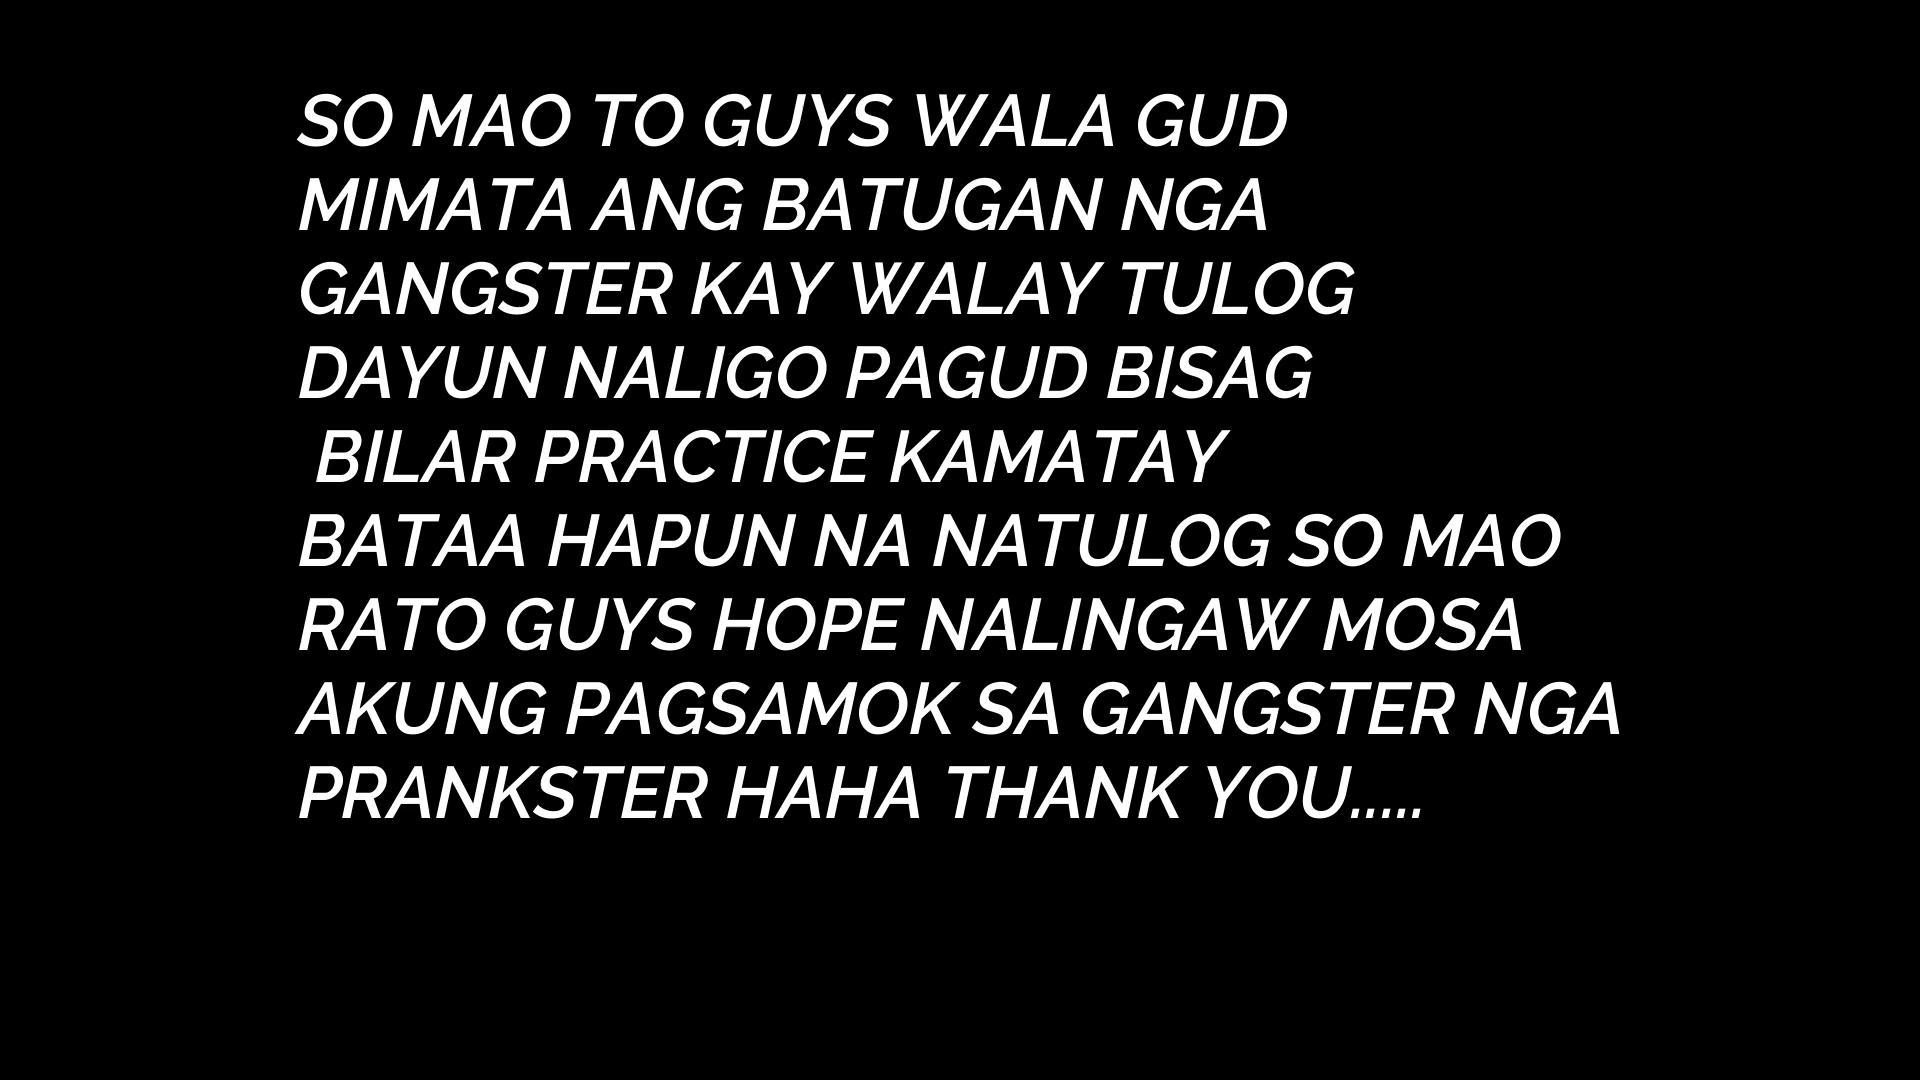 SO MAO TO GUYS WALA GUD
MIMATA ANG BATUGAN NGA
GANGSTER KAY WALAY TULOG
DAYUN NALIGO PAGUD BISAG
BILAR PRACTICE KAMATAY
BATAA HAPUN NA NATULOG SO MAO
RATO GUYS HOPE NALINGAW MOSA
AKUNG PAGSAMOK SA GANGSTER NGA
PRANKSTER HAHA THANK YOU.....